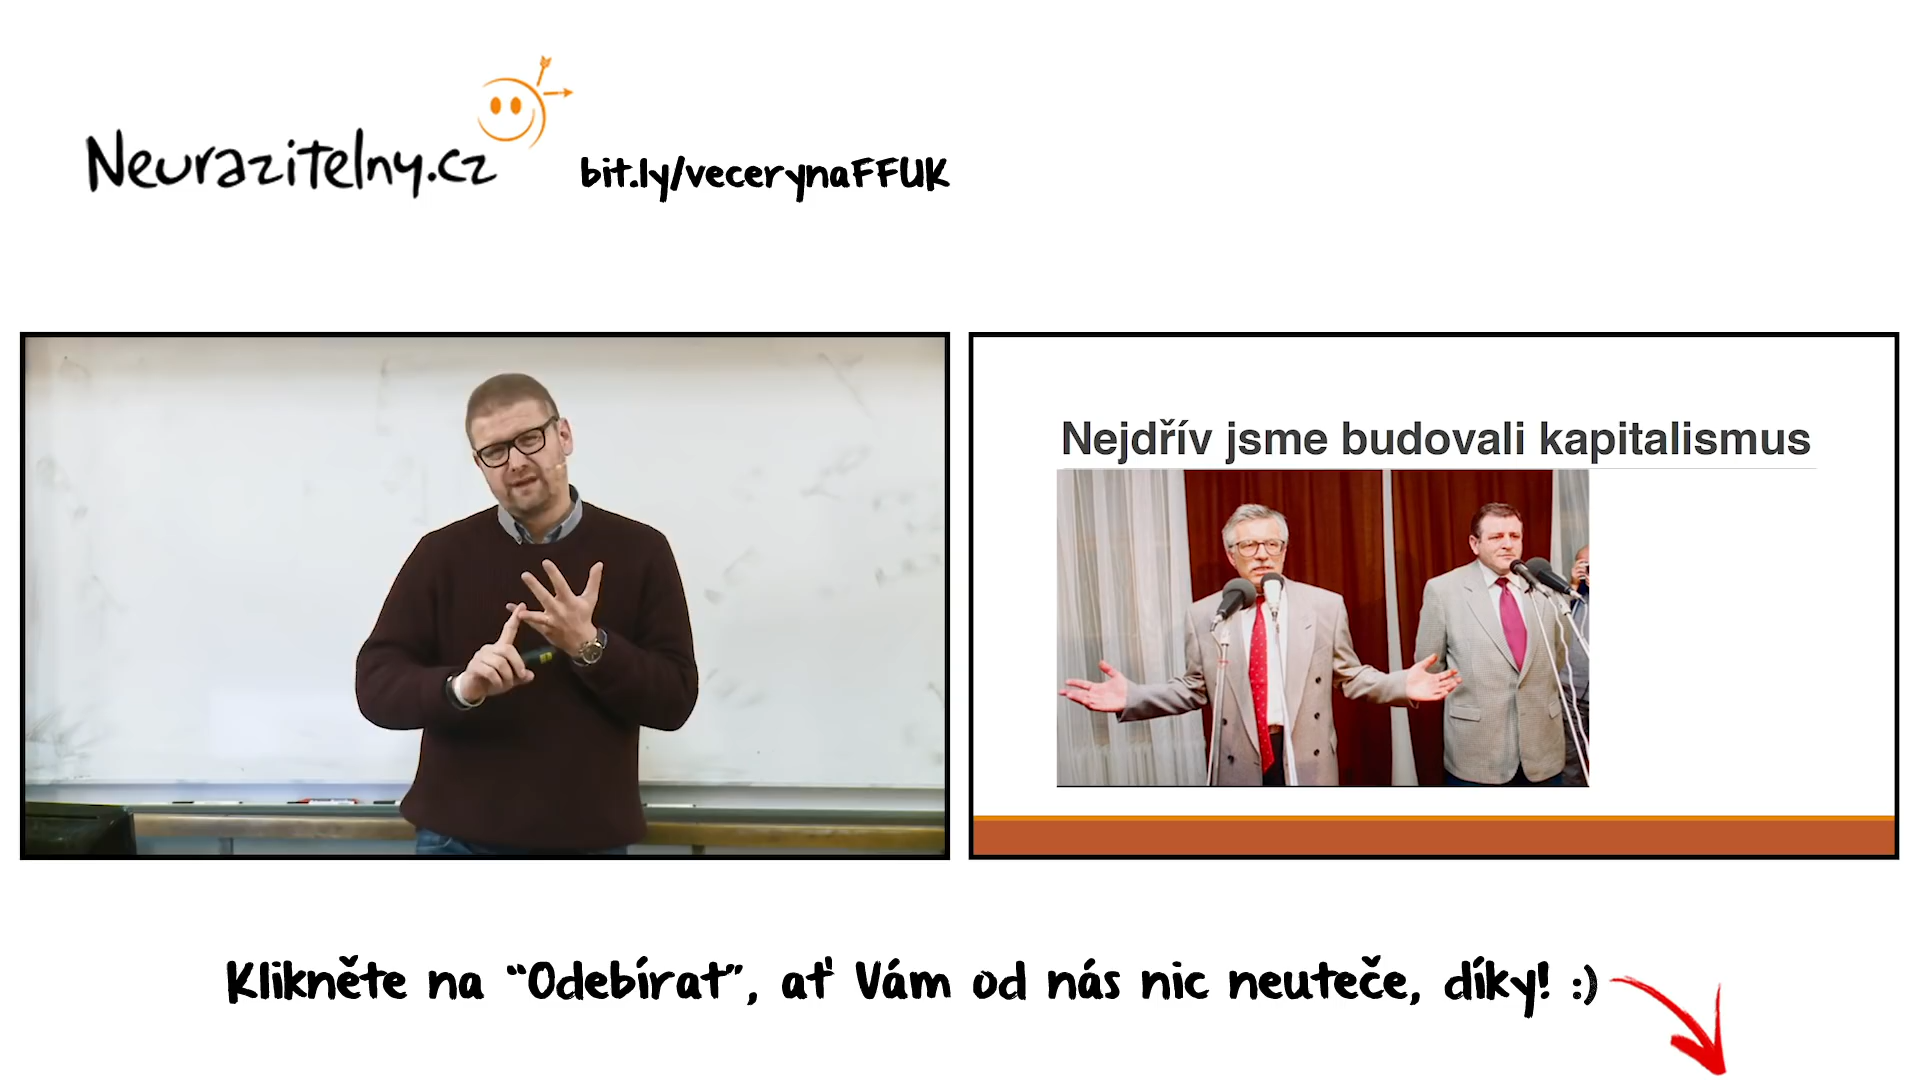 Neurazitelny.cz
bit.ly/vecerynaFFUK
Nejdřív jsme budovali kapitalismus
Klikněte na “Odebírat”, ať Vám od nás nic neuteče, díky! :)